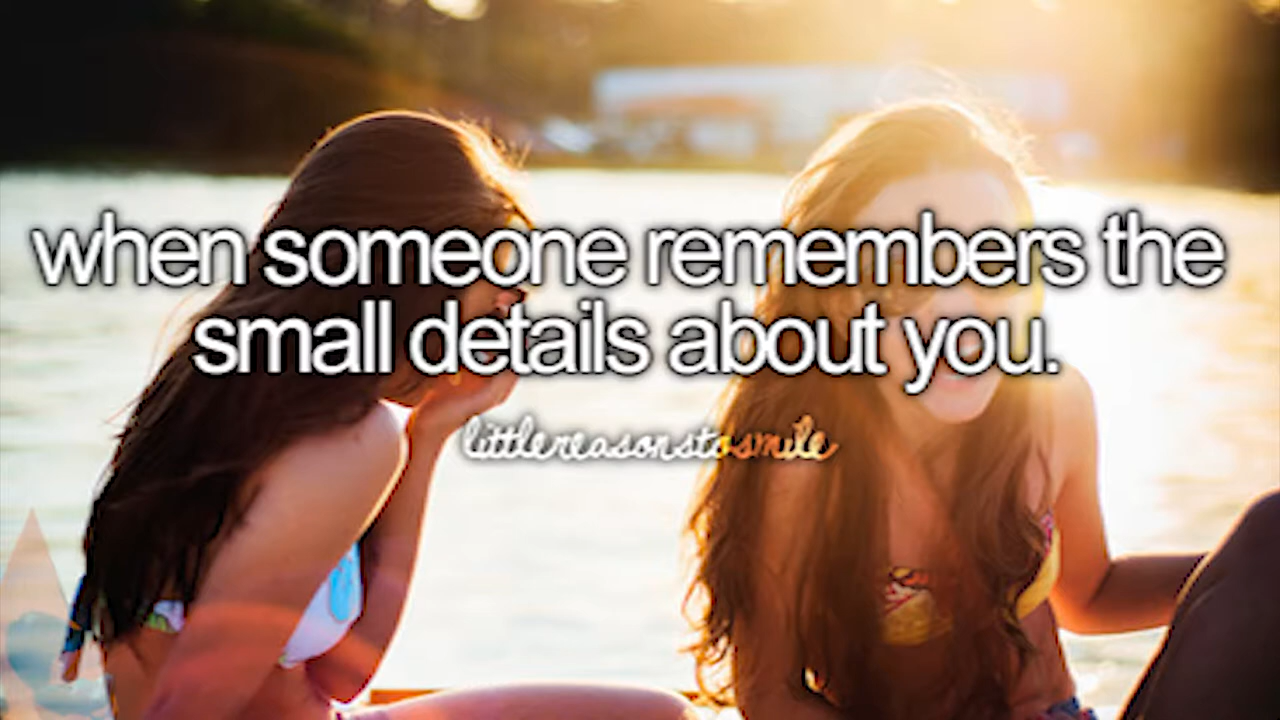 when someone remembers the
small details about you.
littlereasonstosmile